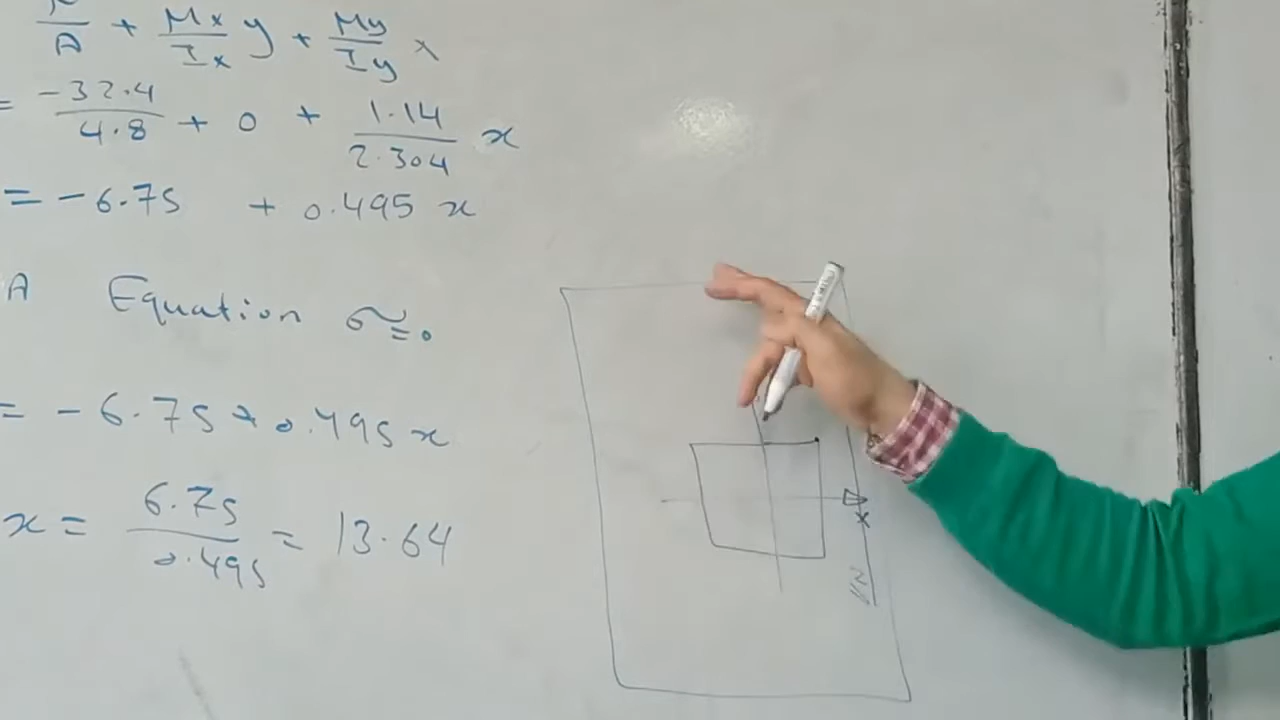 N/A + Mx/Ix y + My/Iy x
= -32.4/4.8 + 0 + 1.14/2.304 x
= -6.75 + 0.495 x
A Equation σ=0
= -6.75 + 0.495 x
x = 6.75/0.495 = 13.64
x